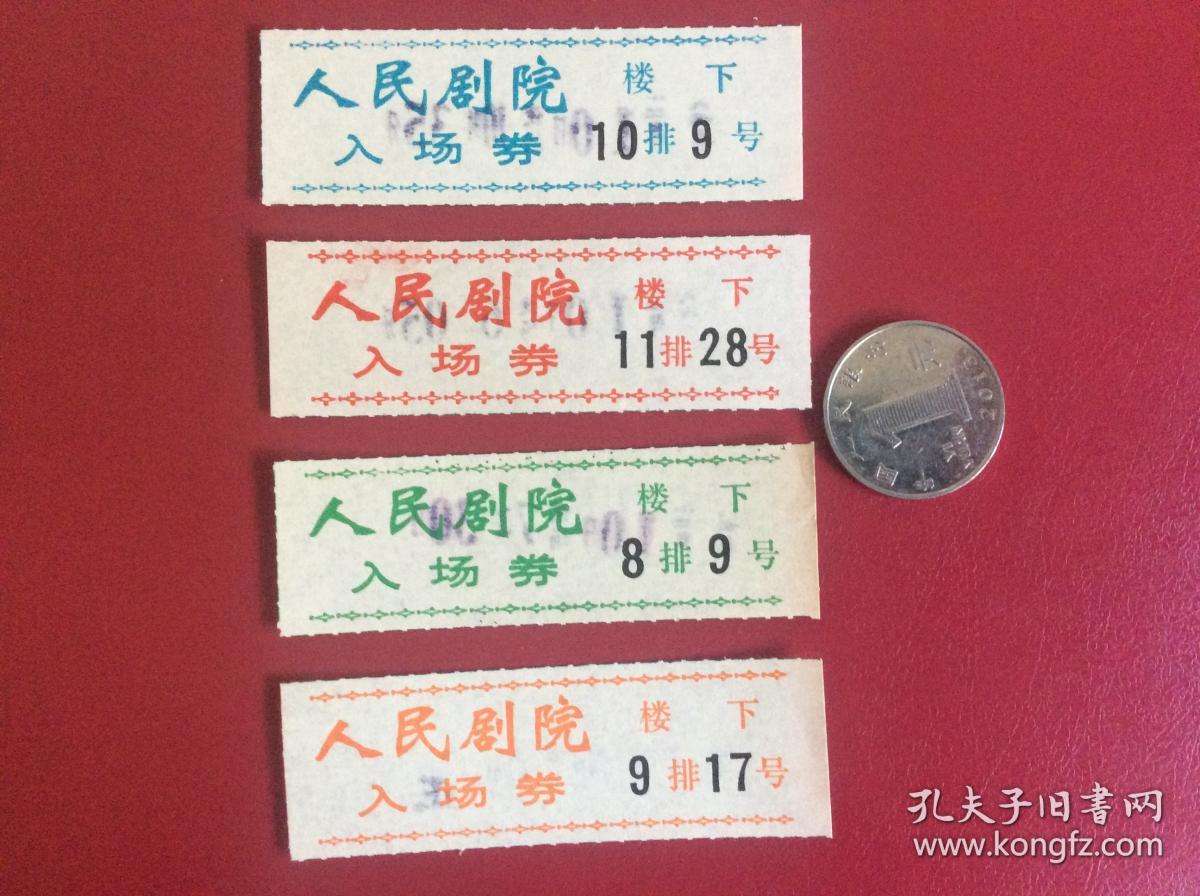 人民剧院
楼下
入场券
10排9号
人民剧院
楼下
入场券
11排28号
人民剧院
楼下
入场券
8排9号
人民剧院
楼下
入场券
9排17号
2016
孔夫子旧书网
www.kongfz.com